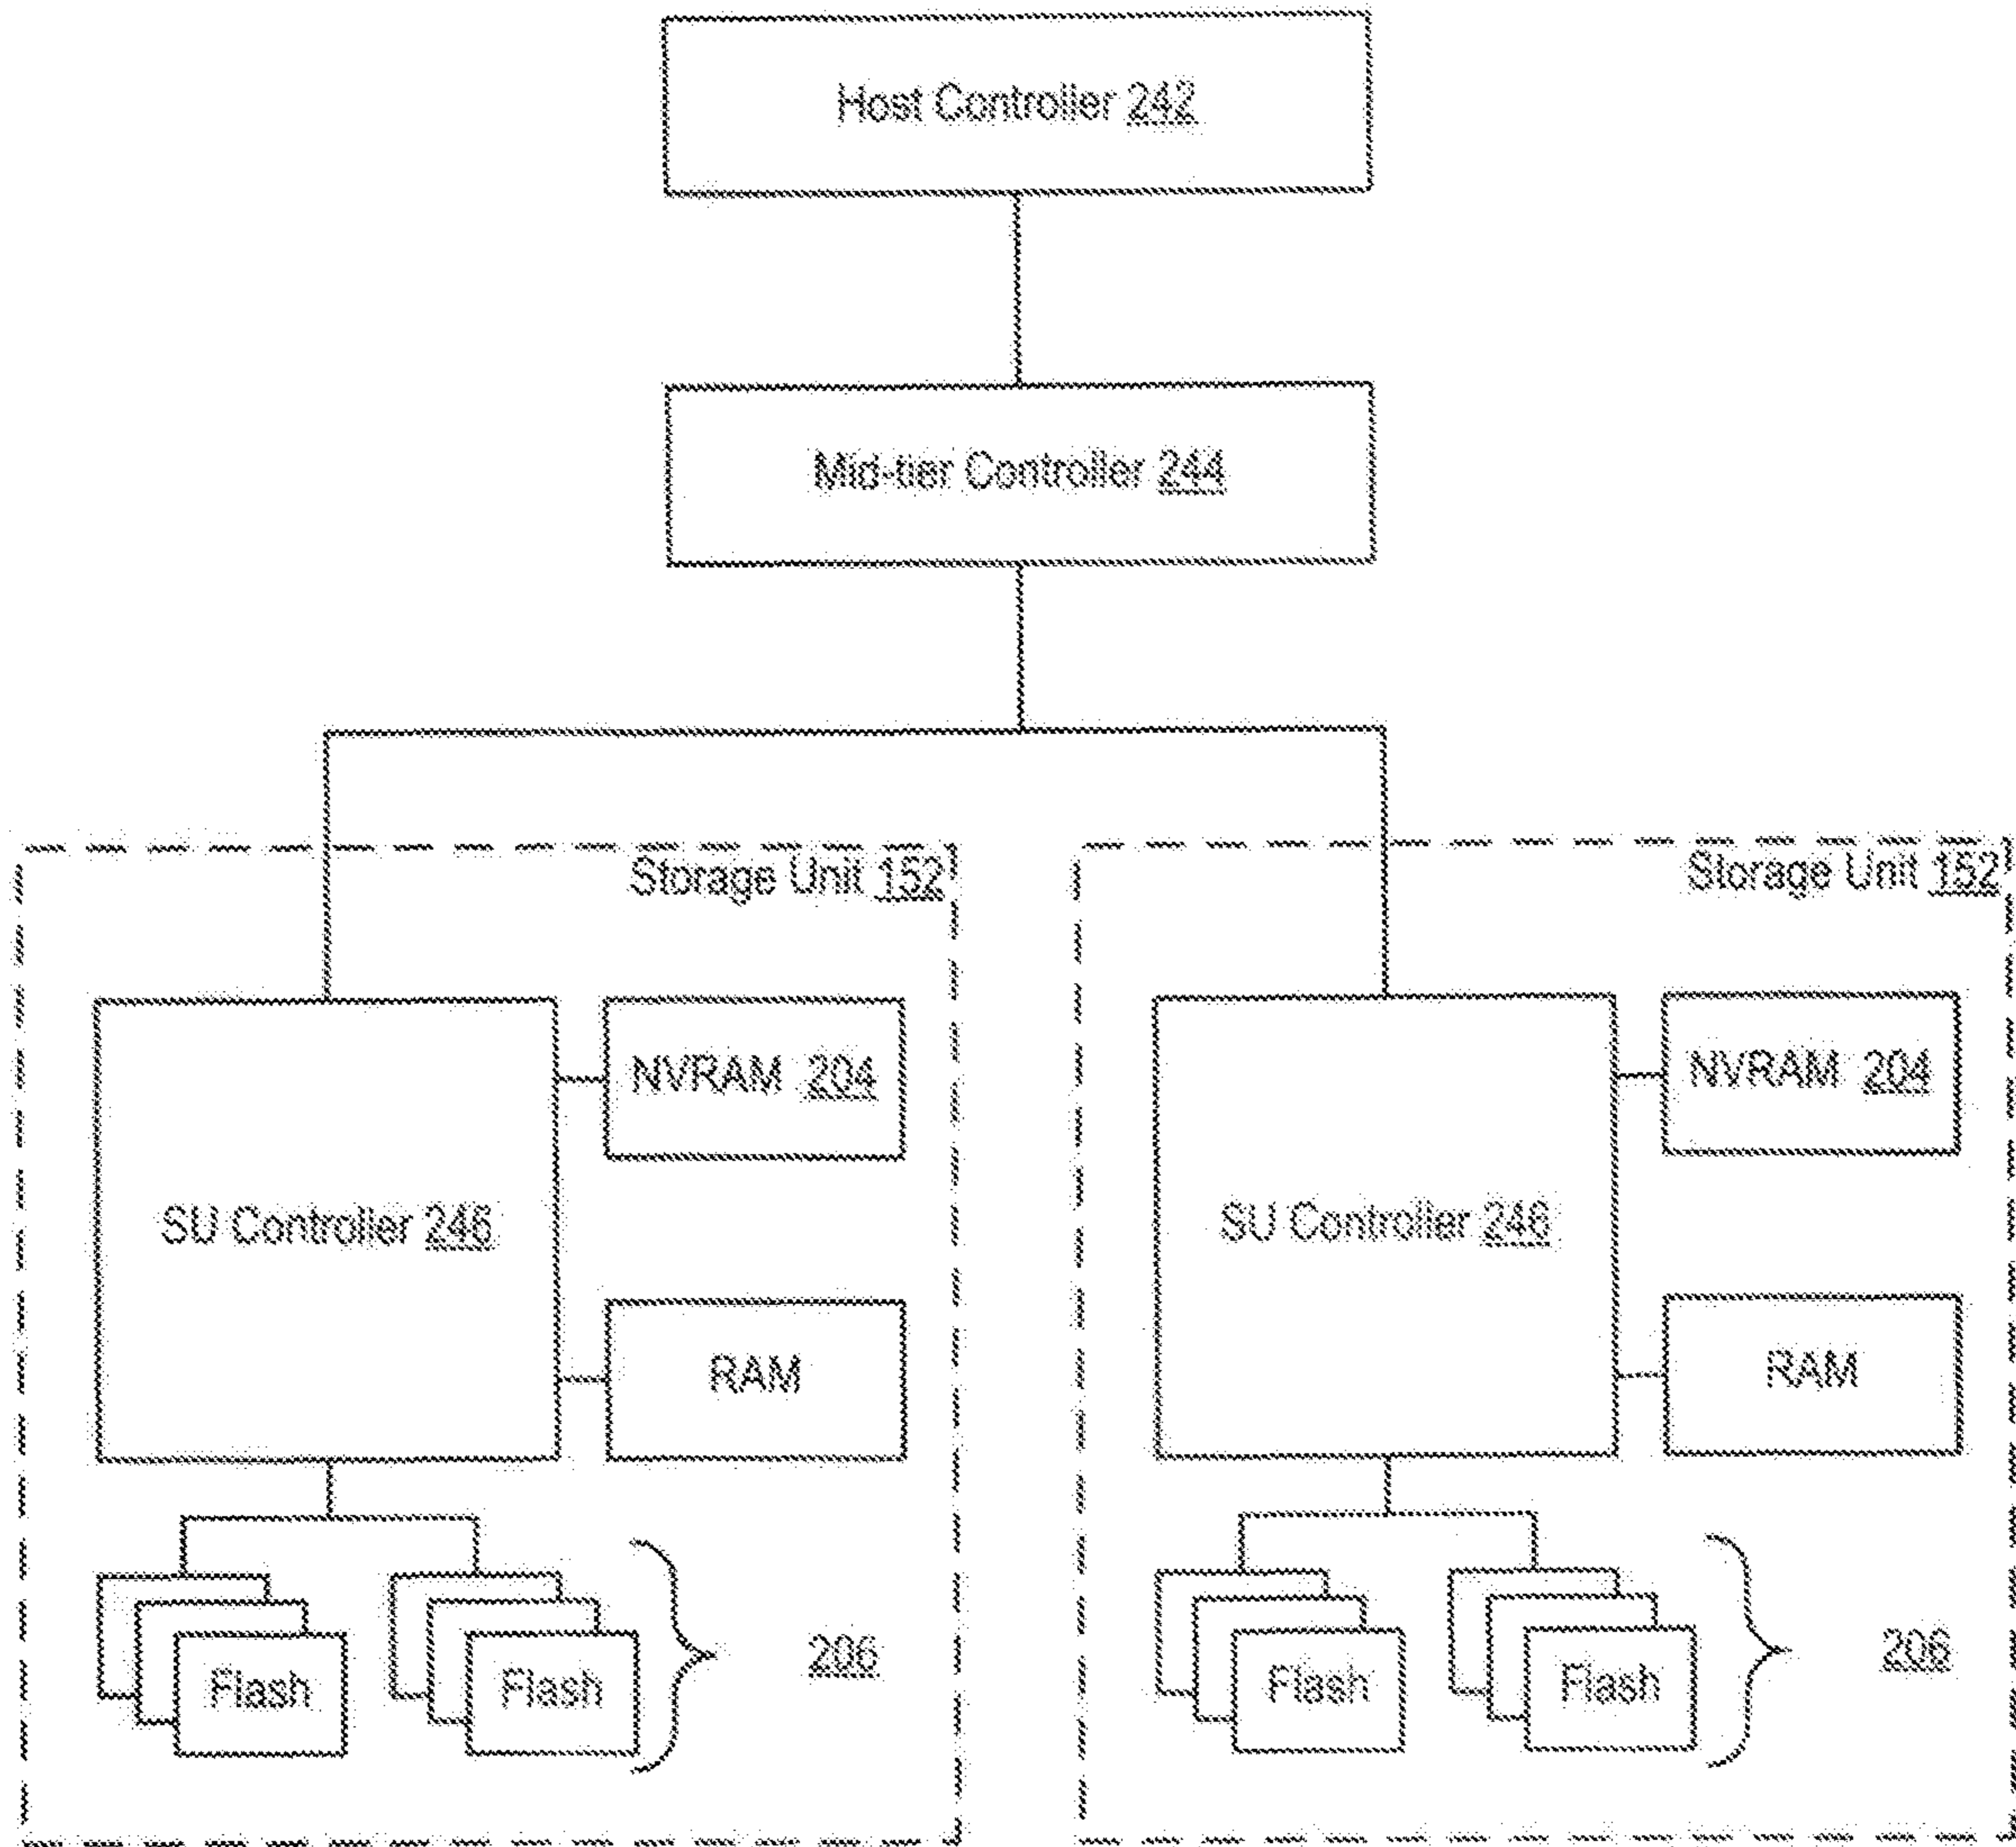 Host Controller 242
Mid-tier Controller 244
Storage Unit 152
SU Controller 246
NVRAM 204
RAM
Flash
Flash
206
Storage Unit 152
SU Controller 246
NVRAM 204
RAM
Flash
Flash
206